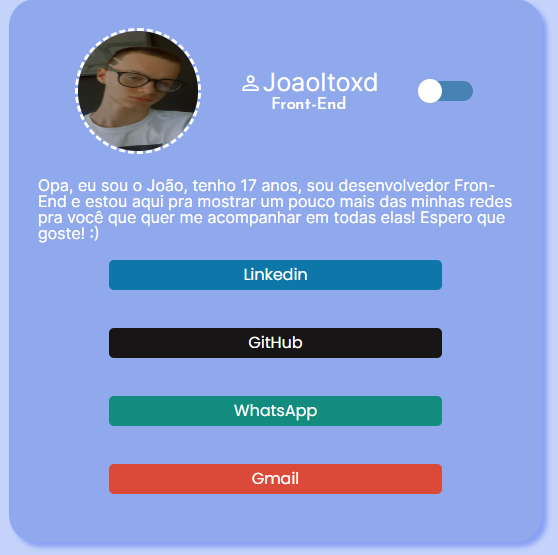 Joaoltoxd
Front-End
Opa, eu sou o João, tenho 17 anos, sou desenvolvedor Fron-
End e estou aqui pra mostrar um pouco mais das minhas redes
pra você que quer me acompanhar em todas elas! Espero que
goste! :)
Linkedin
GitHub
WhatsApp
Gmail